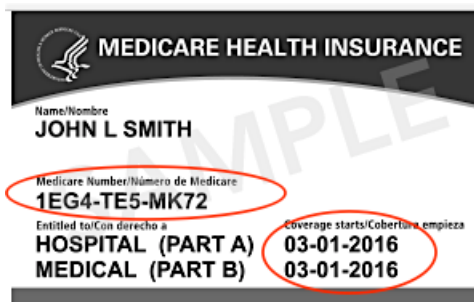 MEDICARE HEALTH INSURANCE
SAMPLE
Name/Nombre
JOHN L SMITH
Medicare Number/Número de Medicare
1EG4-TE5-MK72
Entitled to/Con derecho a Coverage starts/Cobertura empieza
HOSPITAL (PART A) 03-01-2016
MEDICAL (PART B) 03-01-2016